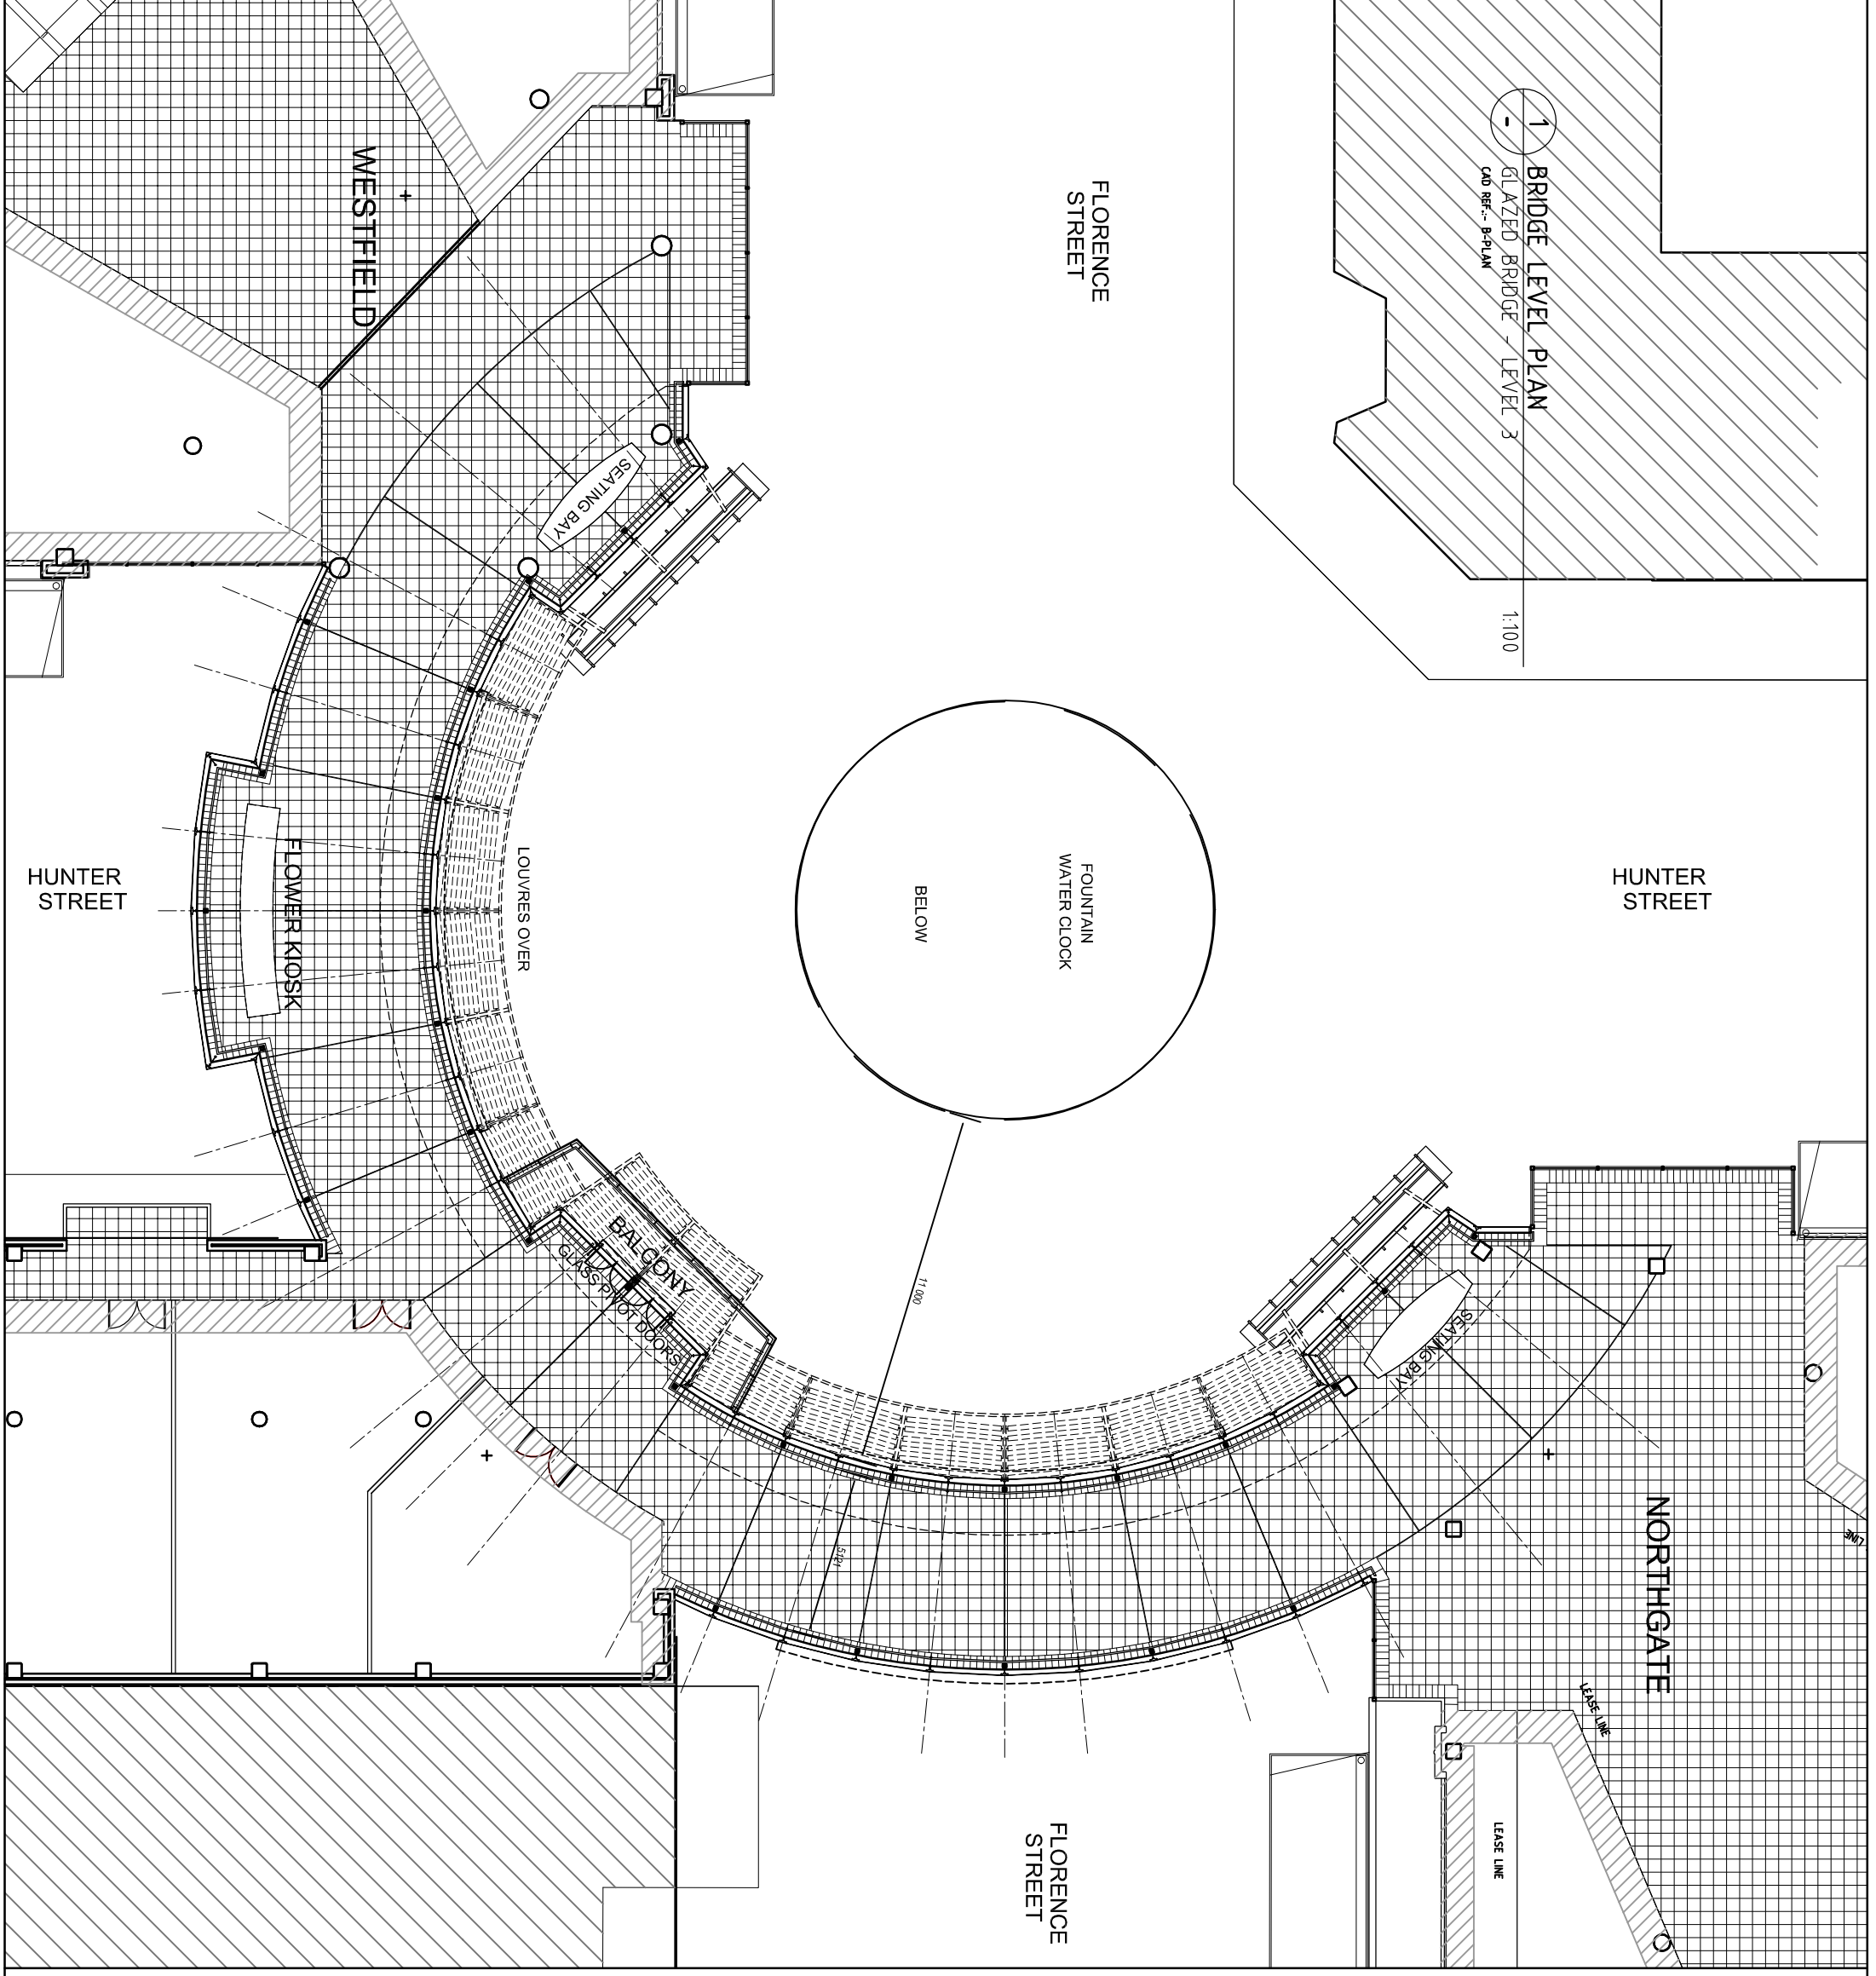 1
-
BRIDGE LEVEL PLAN
GLAZED BRIDGE - LEVEL 3
CAD REF:- B-PLAN
1:100
FLORENCE
STREET
WESTFIELD
SEATING BAY
HUNTER
STREET
FLOWER KIOSK
LOUVRES OVER
FOUNTAIN
WATER CLOCK
BELOW
HUNTER
STREET
BALCONY
GLASS PIVOT DOORS
11 000
5121
SEATING BAY
NORTHGATE
LINE
LEASE LINE
LEASE LINE
FLORENCE
STREET